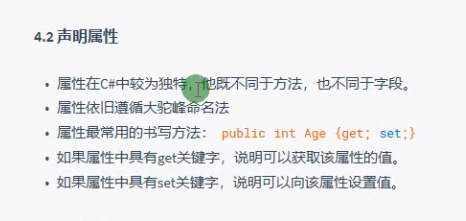 4.2 声明属性
• 属性在C#中较为独特，他既不同于方法，也不同于字段。
• 属性依旧遵循大驼峰命名法
• 属性最常用的书写方法： public int Age {get; set;}
• 如果属性中具有get关键字，说明可以获取该属性的值。
• 如果属性中具有set关键字，说明可以向该属性设置值。